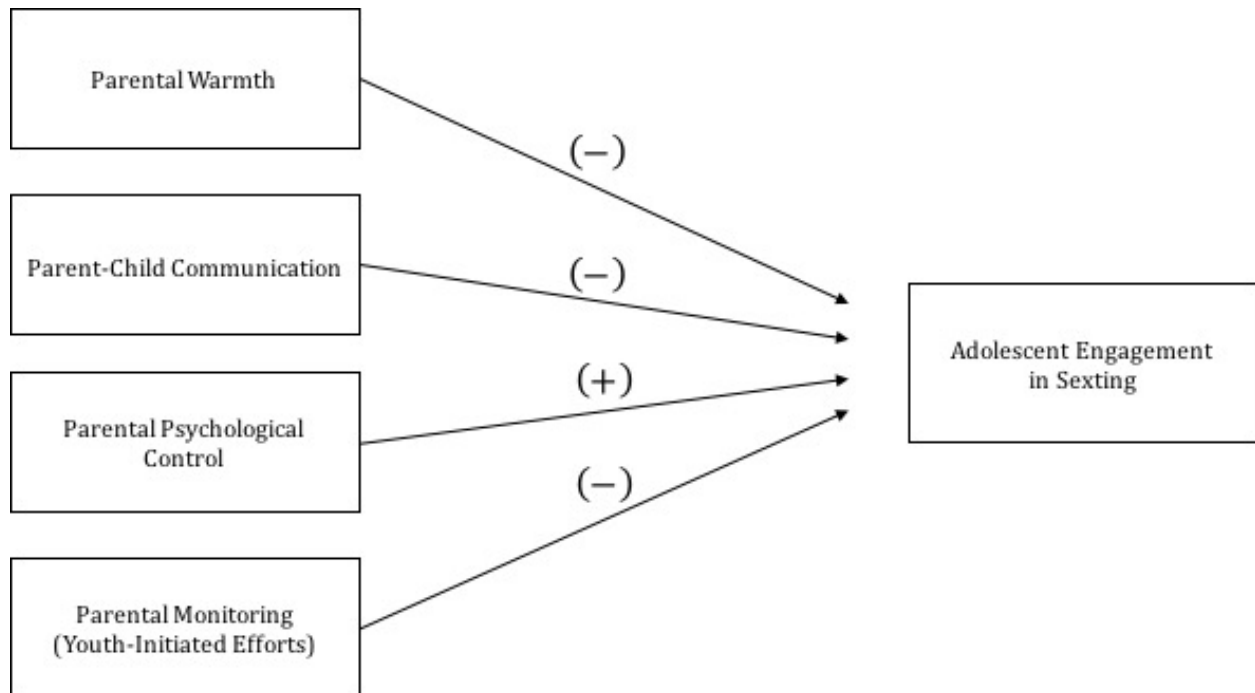 Parental Warmth
(−)
Parent-Child Communication
(−)
Adolescent Engagement
in Sexting
(+)
Parental Psychological
Control
(−)
Parental Monitoring
(Youth-Initiated Efforts)